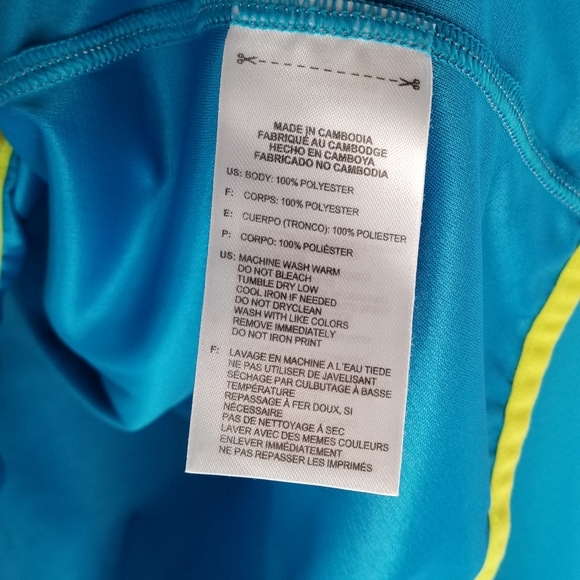 MADE IN CAMBODIA
FABRIQUÉ AU CAMBODGE
HECHO EN CAMBOYA
FABRICADO NO CAMBODIA
US: BODY: 100% POLYESTER
F: CORPS: 100% POLYESTER
E: CUERPO (TRONCO): 100% POLYESTER
P: CORPO: 100% POLIÉSTER
US: MACHINE WASH WARM
DO NOT BLEACH
TUMBLE DRY LOW
COOL IRON IF NEEDED
DO NOT DRYCLEAN
WASH WITH LIKE COLORS
REMOVE IMMEDIATELY
DO NOT IRON PRINT
F: LAVAGE EN MACHINE A L'EAU TIEDE
NE PAS UTILISER DE JAVELISANT
SÉCHAGE PAR CULBUTAGE À BASSE
TEMPÉRATURE
REPASSAGE À FER DOUX, SI
NÉCESSAIRE
PAS DE NETTOYAGE À SEC
LAVER AVEC DES MEMES COULEURS
ENLEVER IMMÉDIATEMENT
NE PAS REPASSER LES IMPRIMÉS